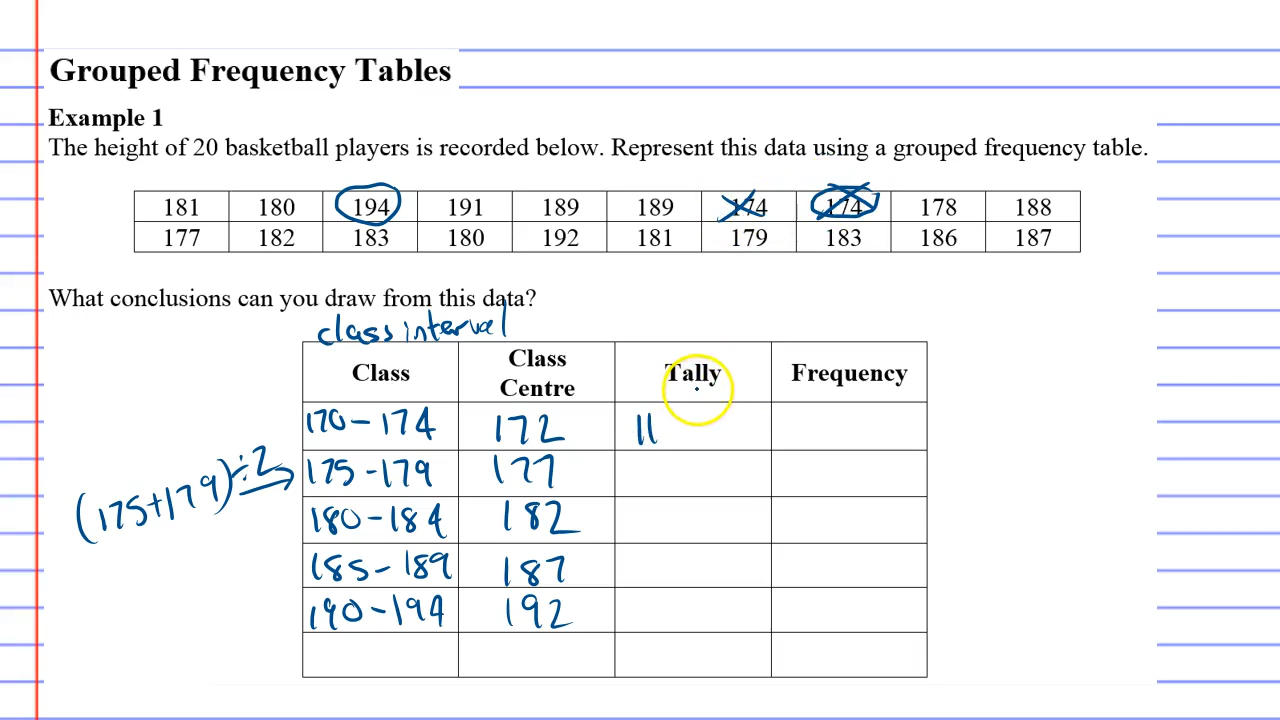 Grouped Frequency Tables
Example 1
The height of 20 basketball players is recorded below. Represent this data using a grouped frequency table.
181 180 194 191 189 189 174 174 178 188
177 182 183 180 192 181 179 183 186 187
What conclusions can you draw from this data?
class interval
Class Class Centre Tally Frequency
170 - 174 172 ||
(175+179) ÷2 175 - 179 177
180 - 184 182
185 - 189 187
190 - 194 192